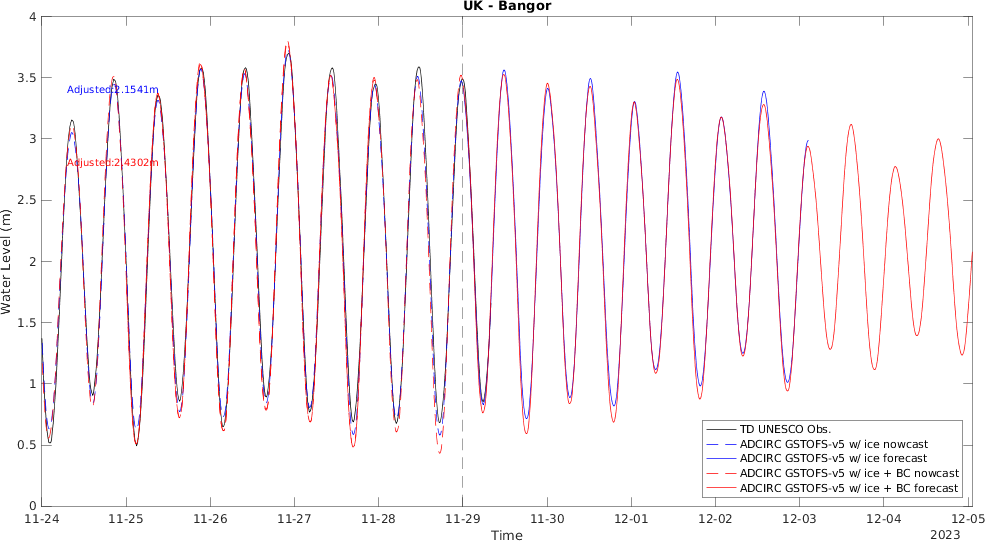 UK - Bangor
4
3.5
3
2.5
2
1.5
1
0.5
0
Water Level (m)
Adjusted:2.1541m
Adjusted:2.4302m
TD UNESCO Obs.
ADCIRC GSTOFS-v5 w/ ice nowcast
ADCIRC GSTOFS-v5 w/ ice forecast
ADCIRC GSTOFS-v5 w/ ice + BC nowcast
ADCIRC GSTOFS-v5 w/ ice + BC forecast
11-24 11-25 11-26 11-27 11-28 11-29 11-30 12-01 12-02 12-03 12-04 12-05
Time
2023